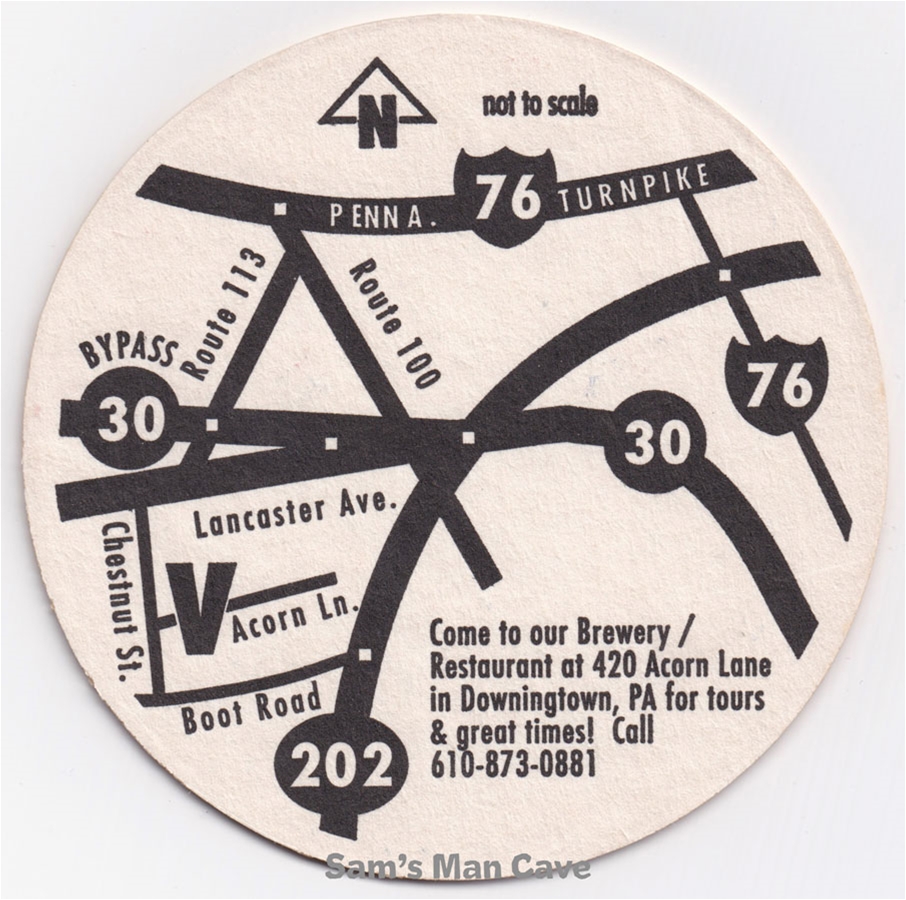 N
not to scale
PENNA. 76 TURNPIKE
Route 113
Route 100
BYPASS
30
76
30
Lancaster Ave.
Chestnut St.
V
Acorn Ln.
Boot Road
202
Come to our Brewery /
Restaurant at 420 Acorn Lane
in Downingtown, PA for tours
& great times! Call
610-873-0881
Sam's Man Cave